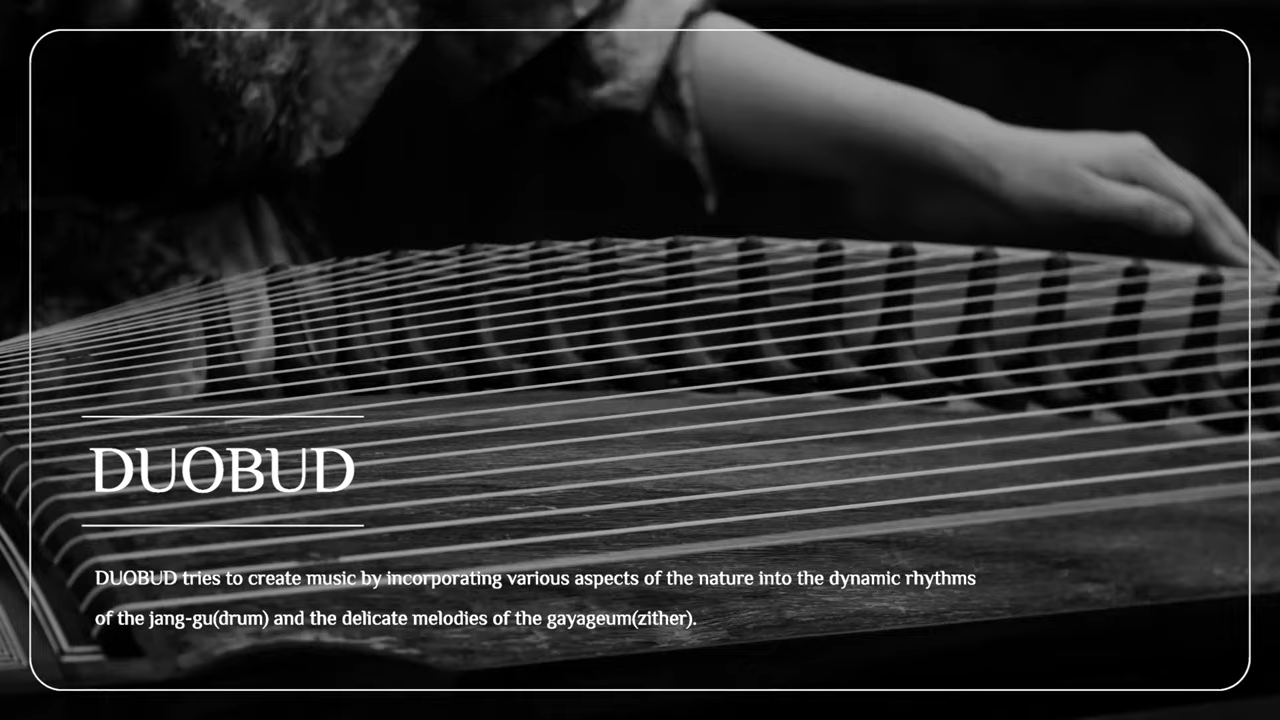 DUOBUD
DUOBUD tries to create music by incorporating various aspects of the nature into the dynamic rhythms
of the jang-gu(drum) and the delicate melodies of the gayageum(zither).